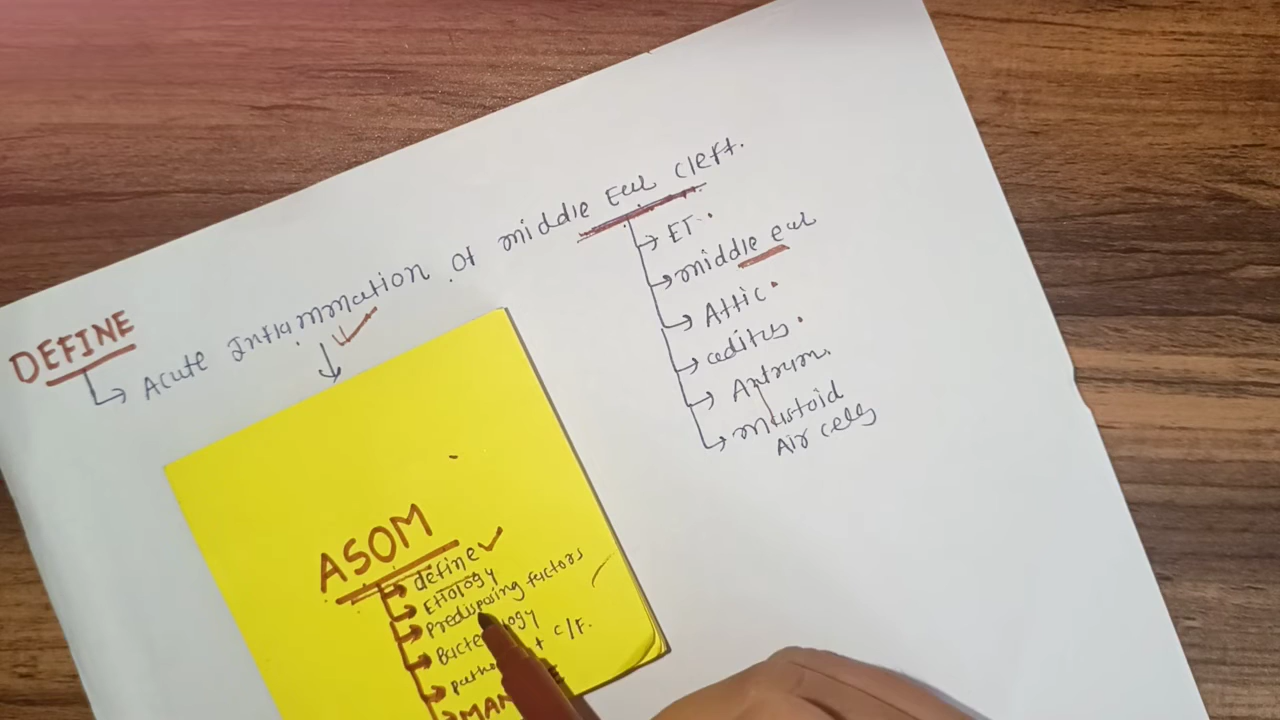 DEFINE
Acute Inflammation of middle Ear cleft.
ET.
middle ear
Attic.
aditus.
Antrum.
mastoid
Air cells
ASOM
define
Etiology
Predisposing factors
+ C/F.